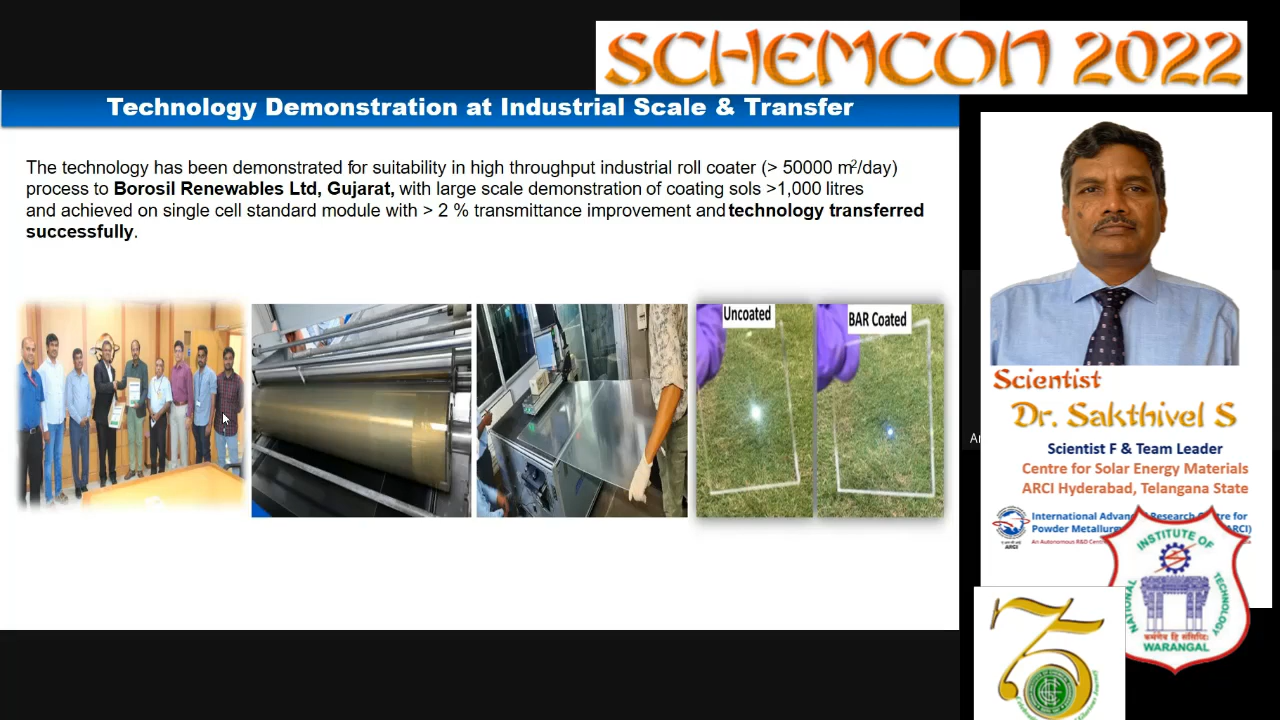 SCHEMCON 2022
Technology Demonstration at Industrial Scale & Transfer
The technology has been demonstrated for suitability in high throughput industrial roll coater (> 50000 m²/day)
process to Borosil Renewables Ltd, Gujarat, with large scale demonstration of coating sols >1,000 litres
and achieved on single cell standard module with > 2 % transmittance improvement and technology transferred
successfully.
Uncoated
BAR Coated
Scientist
Dr. Sakthivel S
Scientist F & Team Leader
Centre for Solar Energy Materials
ARCI Hyderabad, Telangana State
International Research for
Powder
An Autonomous R&D
ARCI
NATIONAL INSTITUTE OF TECHNOLOGY
WARANGAL
75